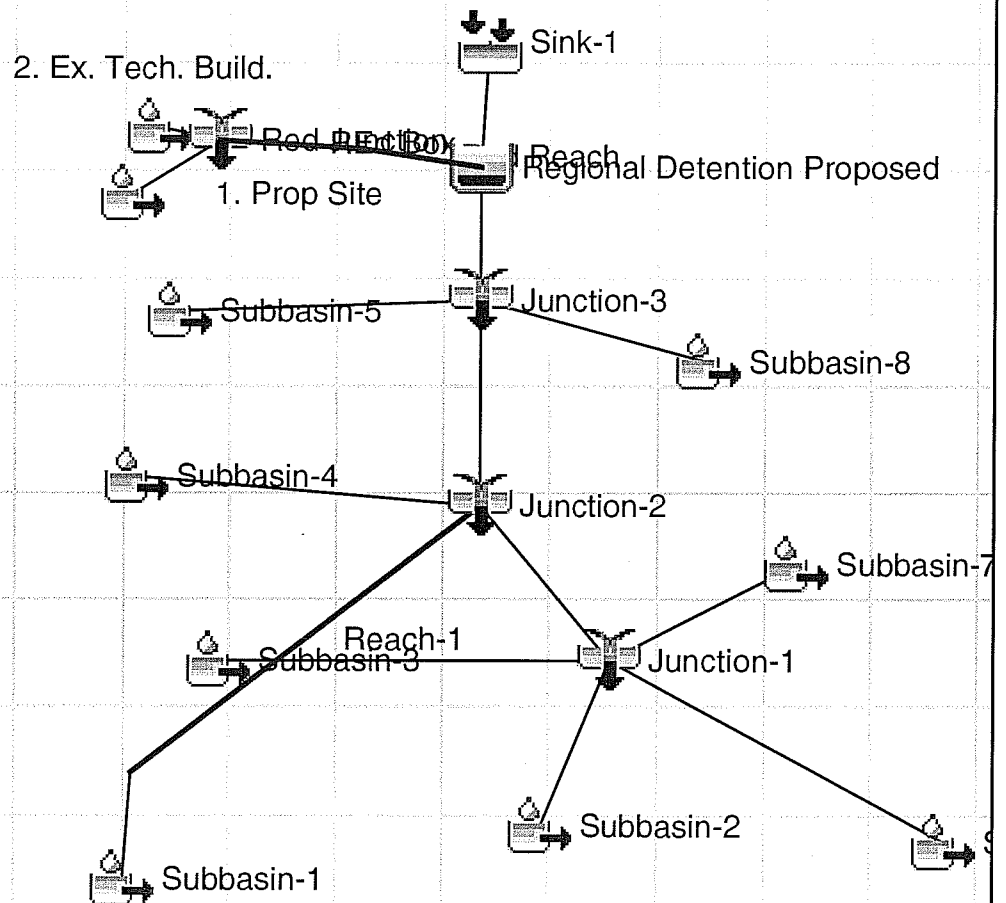 Sink-1
2. Ex. Tech. Build.
Junction
Reach
Regional Detention Proposed
1. Prop Site
Subbasin-5
Junction-3
Subbasin-8
Subbasin-4
Junction-2
Subbasin-7
Reach-1
Subbasin-3
Junction-1
Subbasin-2
Subbasin-1